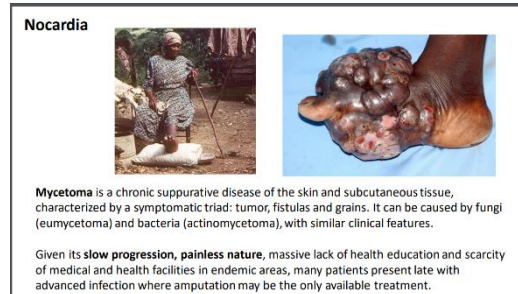 Nocardia
Mycetoma is a chronic suppurative disease of the skin and subcutaneous tissue,
characterized by a symptomatic triad: tumor, fistulas and grains. It can be caused by fungi
(eumycetoma) and bacteria (actinomycetoma), with similar clinical features.
Given its slow progression, painless nature, massive lack of health education and scarcity
of medical and health facilities in endemic areas, many patients present late with
advanced infection where amputation may be the only available treatment.